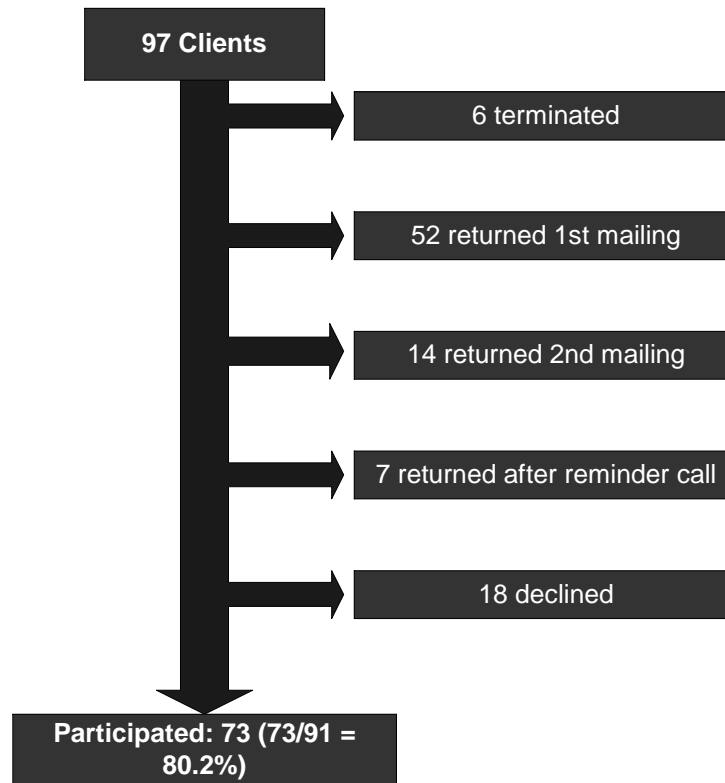 97 Clients
6 terminated
52 returned 1st mailing
14 returned 2nd mailing
7 returned after reminder call
18 declined
Participated: 73 (73/91 =
80.2%)